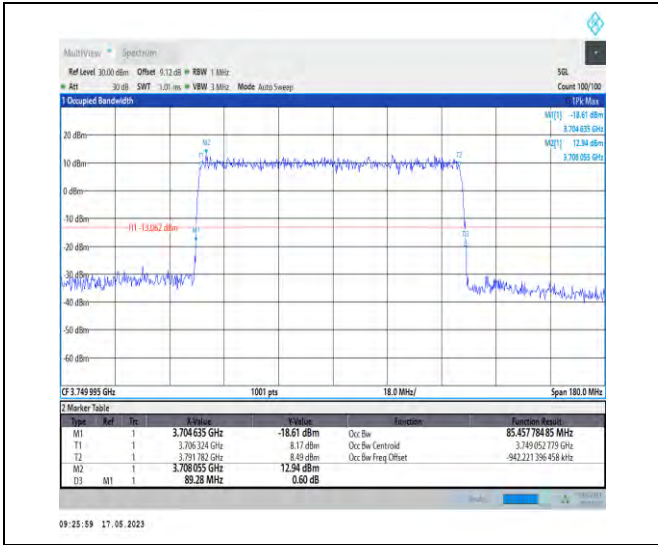 MultiView Spectrum
Ref Level 30.00 dBm Offset 9.12 dB RBW 1 MHz SGL
Att 30 dB SWT 1.01 ms VBW 3 MHz Mode Auto Sweep Count 100/100
1 Occupied Bandwidth 1Pk Max
M1[1] -18.61 dBm
3.704 635 GHz
M2[1] 12.94 dBm
3.708 055 GHz
20 dBm
M2
T1 T2
10 dBm
0 dBm
-10 dBm
H1 -13.062 dBm M1
-20 dBm
-30 dBm
-40 dBm
-50 dBm
-60 dBm
CF 3.749 995 GHz 1001 pts 18.0 MHz/ Span 180.0 MHz
2 Marker Table
Type Ref Trc X-Value Y-Value Function Function Result
M1 1 3.704 635 GHz -18.61 dBm Occ Bw 85.457 784 85 MHz
T1 1 3.706 324 GHz 8.17 dBm Occ Bw Centroid 3.749 052 779 GHz
T2 1 3.791 782 GHz 8.49 dBm Occ Bw Freq Offset -942.221 396 458 kHz
M2 1 3.708 055 GHz 12.94 dBm
D3 M1 1 89.28 MHz 0.60 dB
09:25:59 17.05.2023